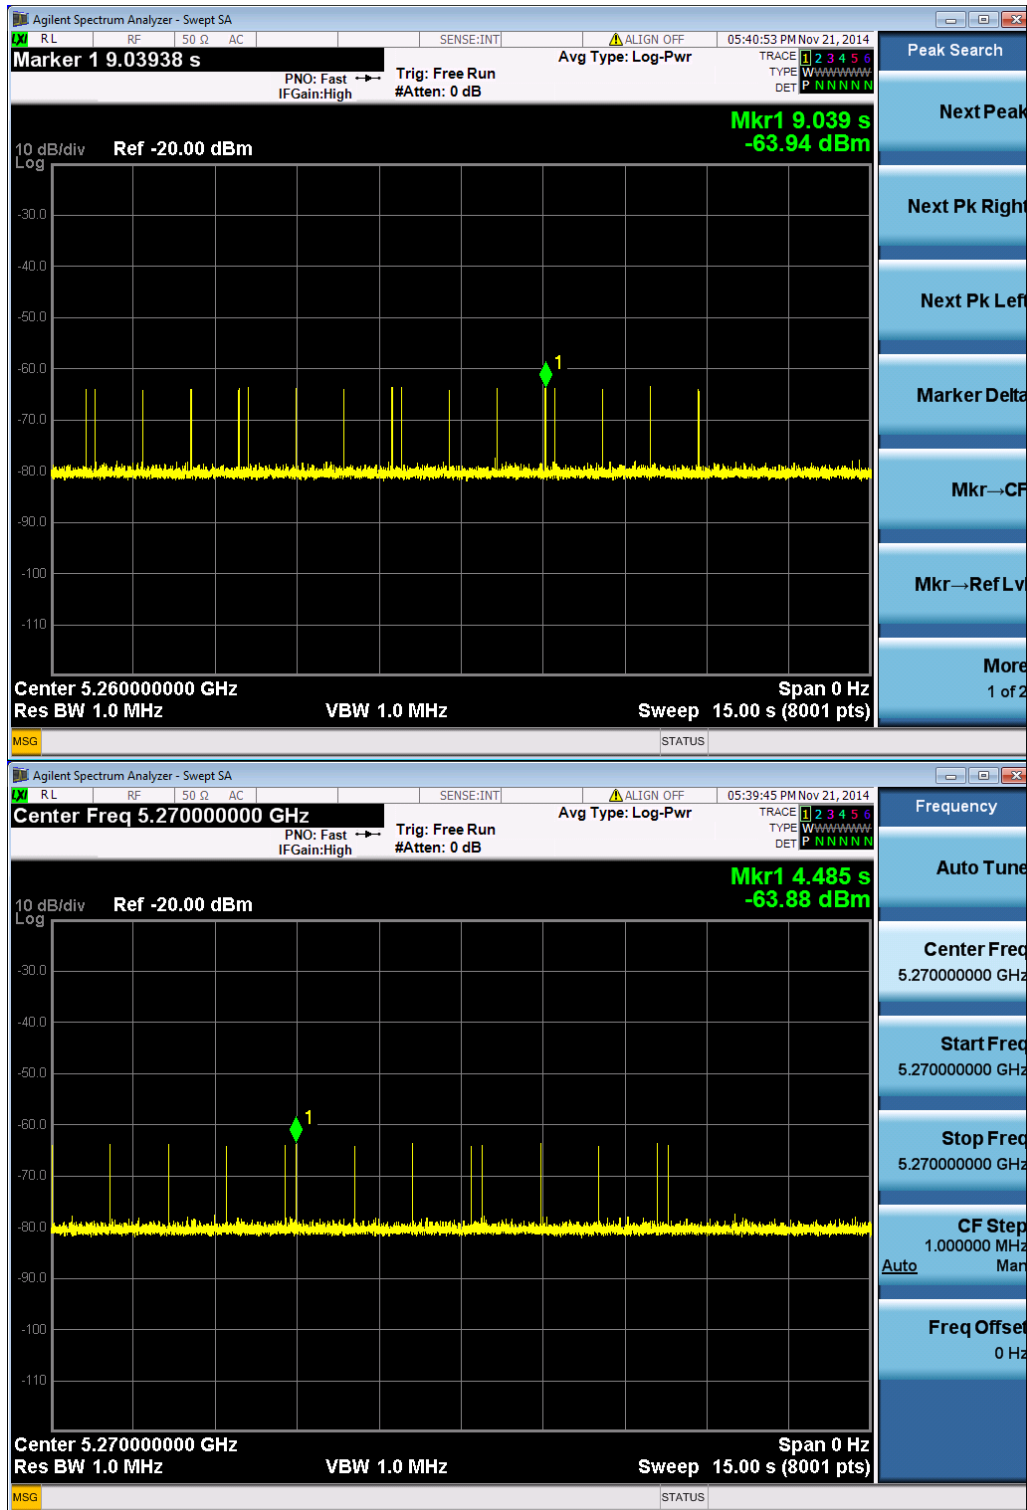 Agilent Spectrum Analyzer - Swept SA
LXI RL RF 50 Ω AC SENSE:INT ALIGN OFF 05:40:53 PM Nov 21, 2014
Marker 1 9.03938 s
PNO: Fast
IFGain:High
Trig: Free Run
#Atten: 0 dB
Avg Type: Log-Pwr
TRACE 1 2 3 4 5 6
TYPE WWWWWWW
DET P N N N N N
Peak Search
Mkr1 9.039 s
-63.94 dBm
10 dB/div Ref -20.00 dBm
Log
-30.0
-40.0
-50.0
-60.0
-70.0
-80.0
-90.0
-100
-110
1
Center 5.260000000 GHz Span 0 Hz
Res BW 1.0 MHz VBW 1.0 MHz Sweep 15.00 s (8001 pts)
MSG STATUS
Next Peak
Next Pk Right
Next Pk Left
Marker Delta
Mkr→CF
Mkr→Ref Lvl
More
1 of 2
Agilent Spectrum Analyzer - Swept SA
LXI RL RF 50 Ω AC SENSE:INT ALIGN OFF 05:39:45 PM Nov 21, 2014
Center Freq 5.270000000 GHz
PNO: Fast
IFGain:High
Trig: Free Run
#Atten: 0 dB
Avg Type: Log-Pwr
TRACE 1 2 3 4 5 6
TYPE WWWWWWW
DET P N N N N N
Frequency
Mkr1 4.485 s
-63.88 dBm
10 dB/div Ref -20.00 dBm
Log
-30.0
-40.0
-50.0
-60.0
-70.0
-80.0
-90.0
-100
-110
1
Center 5.270000000 GHz Span 0 Hz
Res BW 1.0 MHz VBW 1.0 MHz Sweep 15.00 s (8001 pts)
MSG STATUS
Auto Tune
Center Freq
5.270000000 GHz
Start Freq
5.270000000 GHz
Stop Freq
5.270000000 GHz
CF Step
1.000000 MHz
Auto Man
Freq Offset
0 Hz